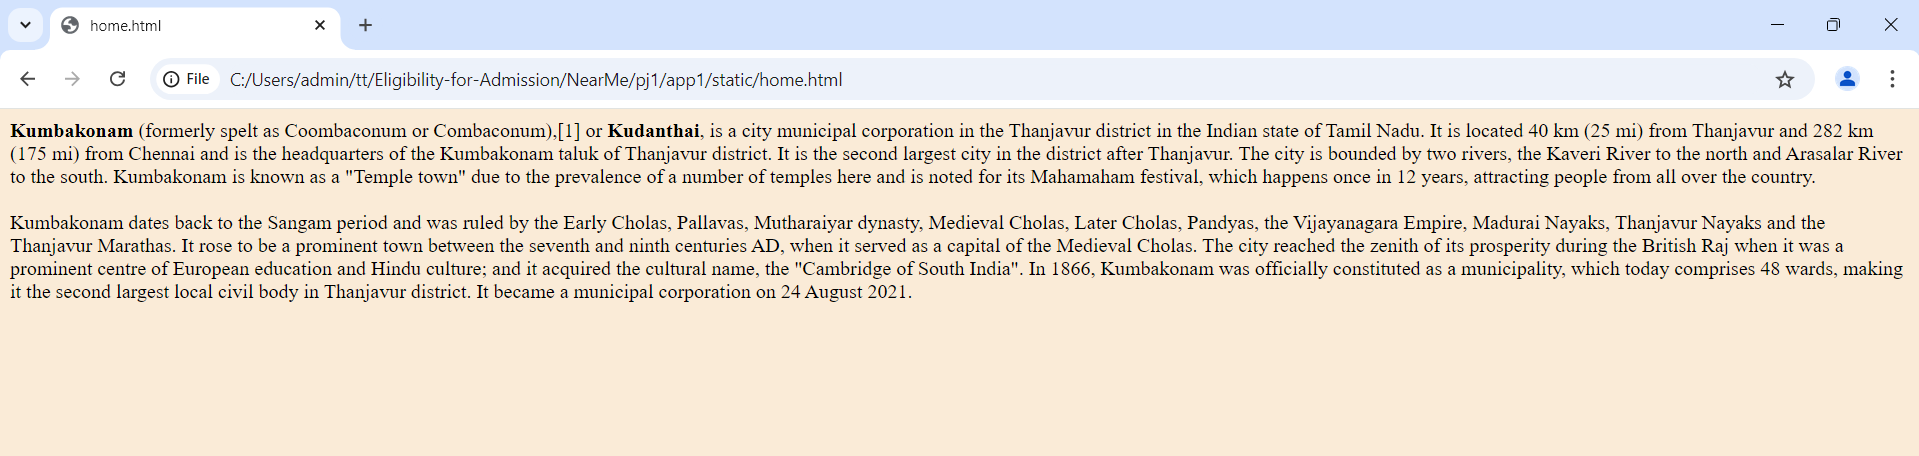 home.html
File C:/Users/admin/tt/Eligibility-for-Admission/NearMe/pj1/app1/static/home.html
Kumbakonam (formerly spelt as Coombaconum or Combaconum),[1] or Kudanthai, is a city municipal corporation in the Thanjavur district in the Indian state of Tamil Nadu. It is located 40 km (25 mi) from Thanjavur and 282 km
(175 mi) from Chennai and is the headquarters of the Kumbakonam taluk of Thanjavur district. It is the second largest city in the district after Thanjavur. The city is bounded by two rivers, the Kaveri River to the north and Arasalar River
to the south. Kumbakonam is known as a "Temple town" due to the prevalence of a number of temples here and is noted for its Mahamaham festival, which happens once in 12 years, attracting people from all over the country.
Kumbakonam dates back to the Sangam period and was ruled by the Early Cholas, Pallavas, Mutharaiyar dynasty, Medieval Cholas, Later Cholas, Pandyas, the Vijayanagara Empire, Madurai Nayaks, Thanjavur Nayaks and the
Thanjavur Marathas. It rose to be a prominent town between the seventh and ninth centuries AD, when it served as a capital of the Medieval Cholas. The city reached the zenith of its prosperity during the British Raj when it was a
prominent centre of European education and Hindu culture; and it acquired the cultural name, the "Cambridge of South India". In 1866, Kumbakonam was officially constituted as a municipality, which today comprises 48 wards, making
it the second largest local civil body in Thanjavur district. It became a municipal corporation on 24 August 2021.